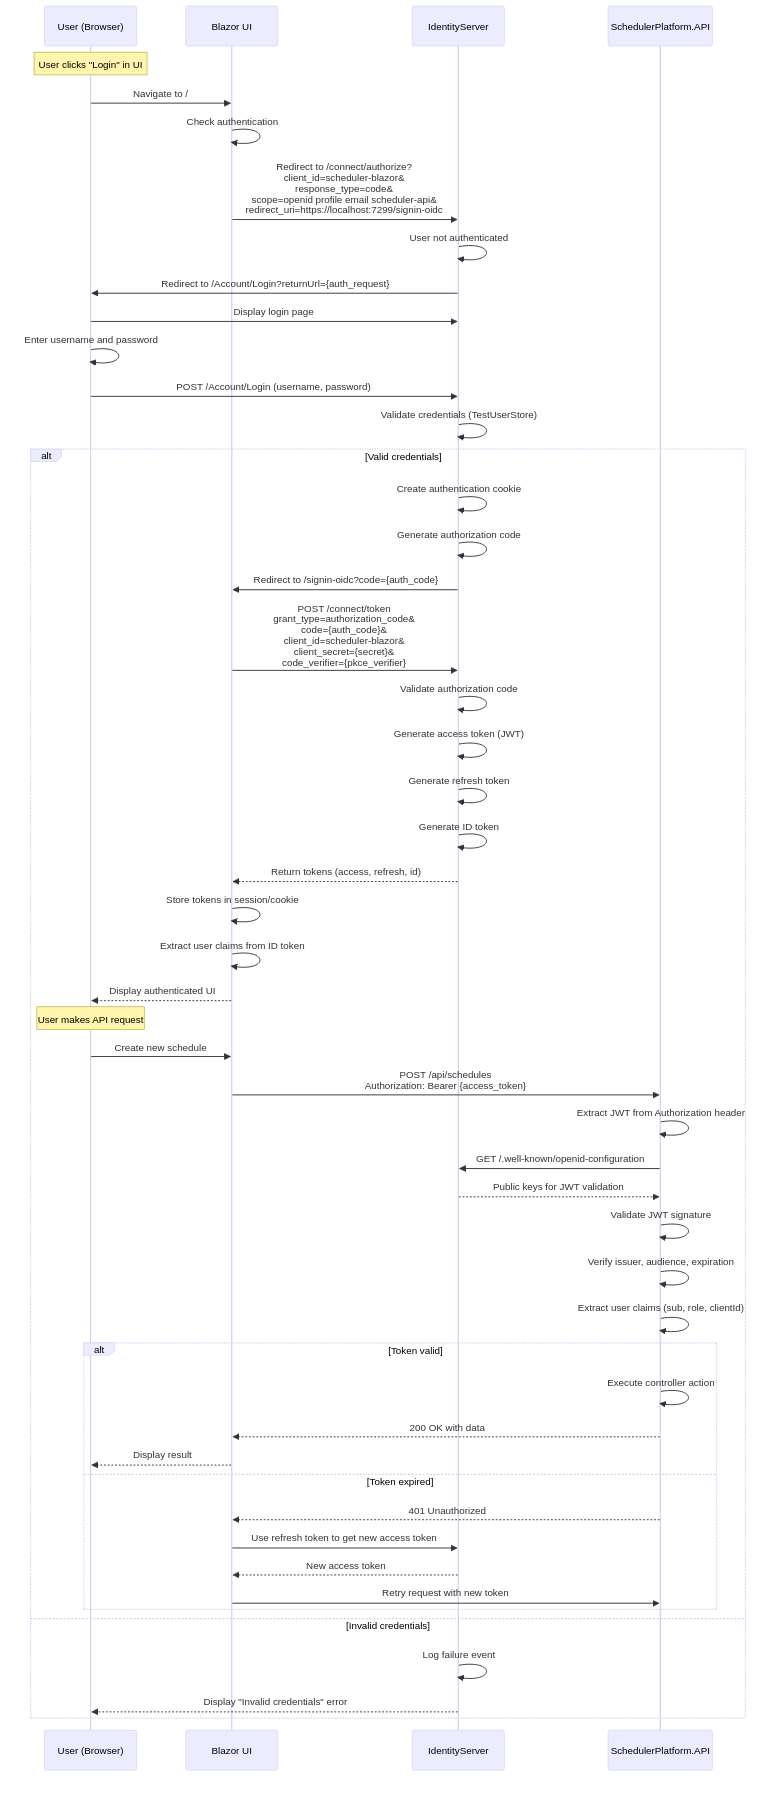 User (Browser)
Blazor UI
IdentityServer
SchedulerPlatform.API
User clicks "Login" in UI
Navigate to /
Check authentication
Redirect to /connect/authorize?
client_id=scheduler-blazor&
response_type=code&
scope=openid profile email scheduler-api&
redirect_uri=https://localhost:7299/signin-oidc
User not authenticated
Redirect to /Account/Login?returnUrl={auth_request}
Display login page
Enter username and password
POST /Account/Login (username, password)
Validate credentials (TestUserStore)
alt
[Valid credentials]
Create authentication cookie
Generate authorization code
Redirect to /signin-oidc?code={auth_code}
POST /connect/token
grant_type=authorization_code&
code={auth_code}&
client_id=scheduler-blazor&
client_secret={secret}&
code_verifier={pkce_verifier}
Validate authorization code
Generate access token (JWT)
Generate refresh token
Generate ID token
Return tokens (access, refresh, id)
Store tokens in session/cookie
Extract user claims from ID token
Display authenticated UI
User makes API request
Create new schedule
POST /api/schedules
Authorization: Bearer {access_token}
Extract JWT from Authorization header
GET /.well-known/openid-configuration
Public keys for JWT validation
Validate JWT signature
Verify issuer, audience, expiration
Extract user claims (sub, role, clientId)
alt
[Token valid]
Execute controller action
200 OK with data
Display result
[Token expired]
401 Unauthorized
Use refresh token to get new access token
New access token
Retry request with new token
[Invalid credentials]
Log failure event
Display "Invalid credentials" error
User (Browser)
Blazor UI
IdentityServer
SchedulerPlatform.API